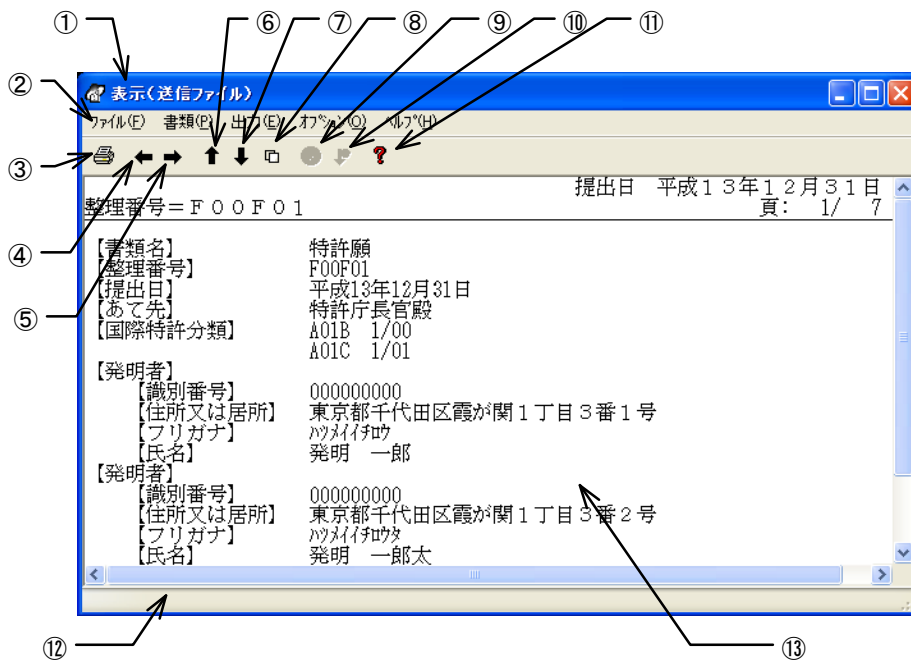 ① ⑥ ⑦ ⑧ ⑨ ⑩ ⑪
②
表示(送信ファイル)
ファイル(F) 書類(P) 出力(E) オプション(O) ヘルプ(H)
③
提出日 平成13年12月31日
整理番号=F00F01 頁: 1/ 7
④
⑤
【書類名】 特許願
【整理番号】 F00F01
【提出日】 平成13年12月31日
【あて先】 特許庁長官殿
【国際特許分類】 A01B 1/00
A01C 1/01
【発明者】
【識別番号】 000000000
【住所又は居所】 東京都千代田区霞が関1丁目3番1号
【フリガナ】 ハツメイイチロウ
【氏名】 発明 一郎
【発明者】
【識別番号】 000000000
【住所又は居所】 東京都千代田区霞が関1丁目3番2号
【フリガナ】 ハツメイイチロウタ
【氏名】 発明 一郎太
⑫ ⑬